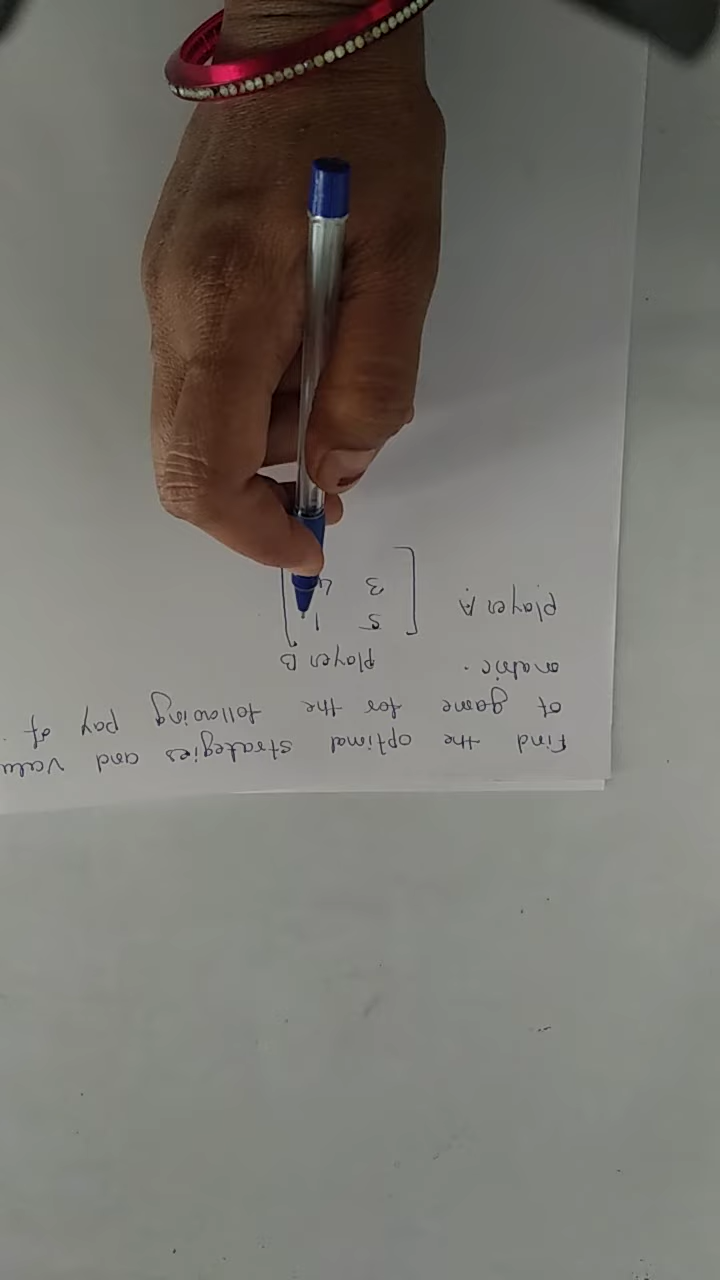 Find the optimal strategies and valu
of game for the following pay of
matric.
Player B
Player A [ 5 1 ]
3 4